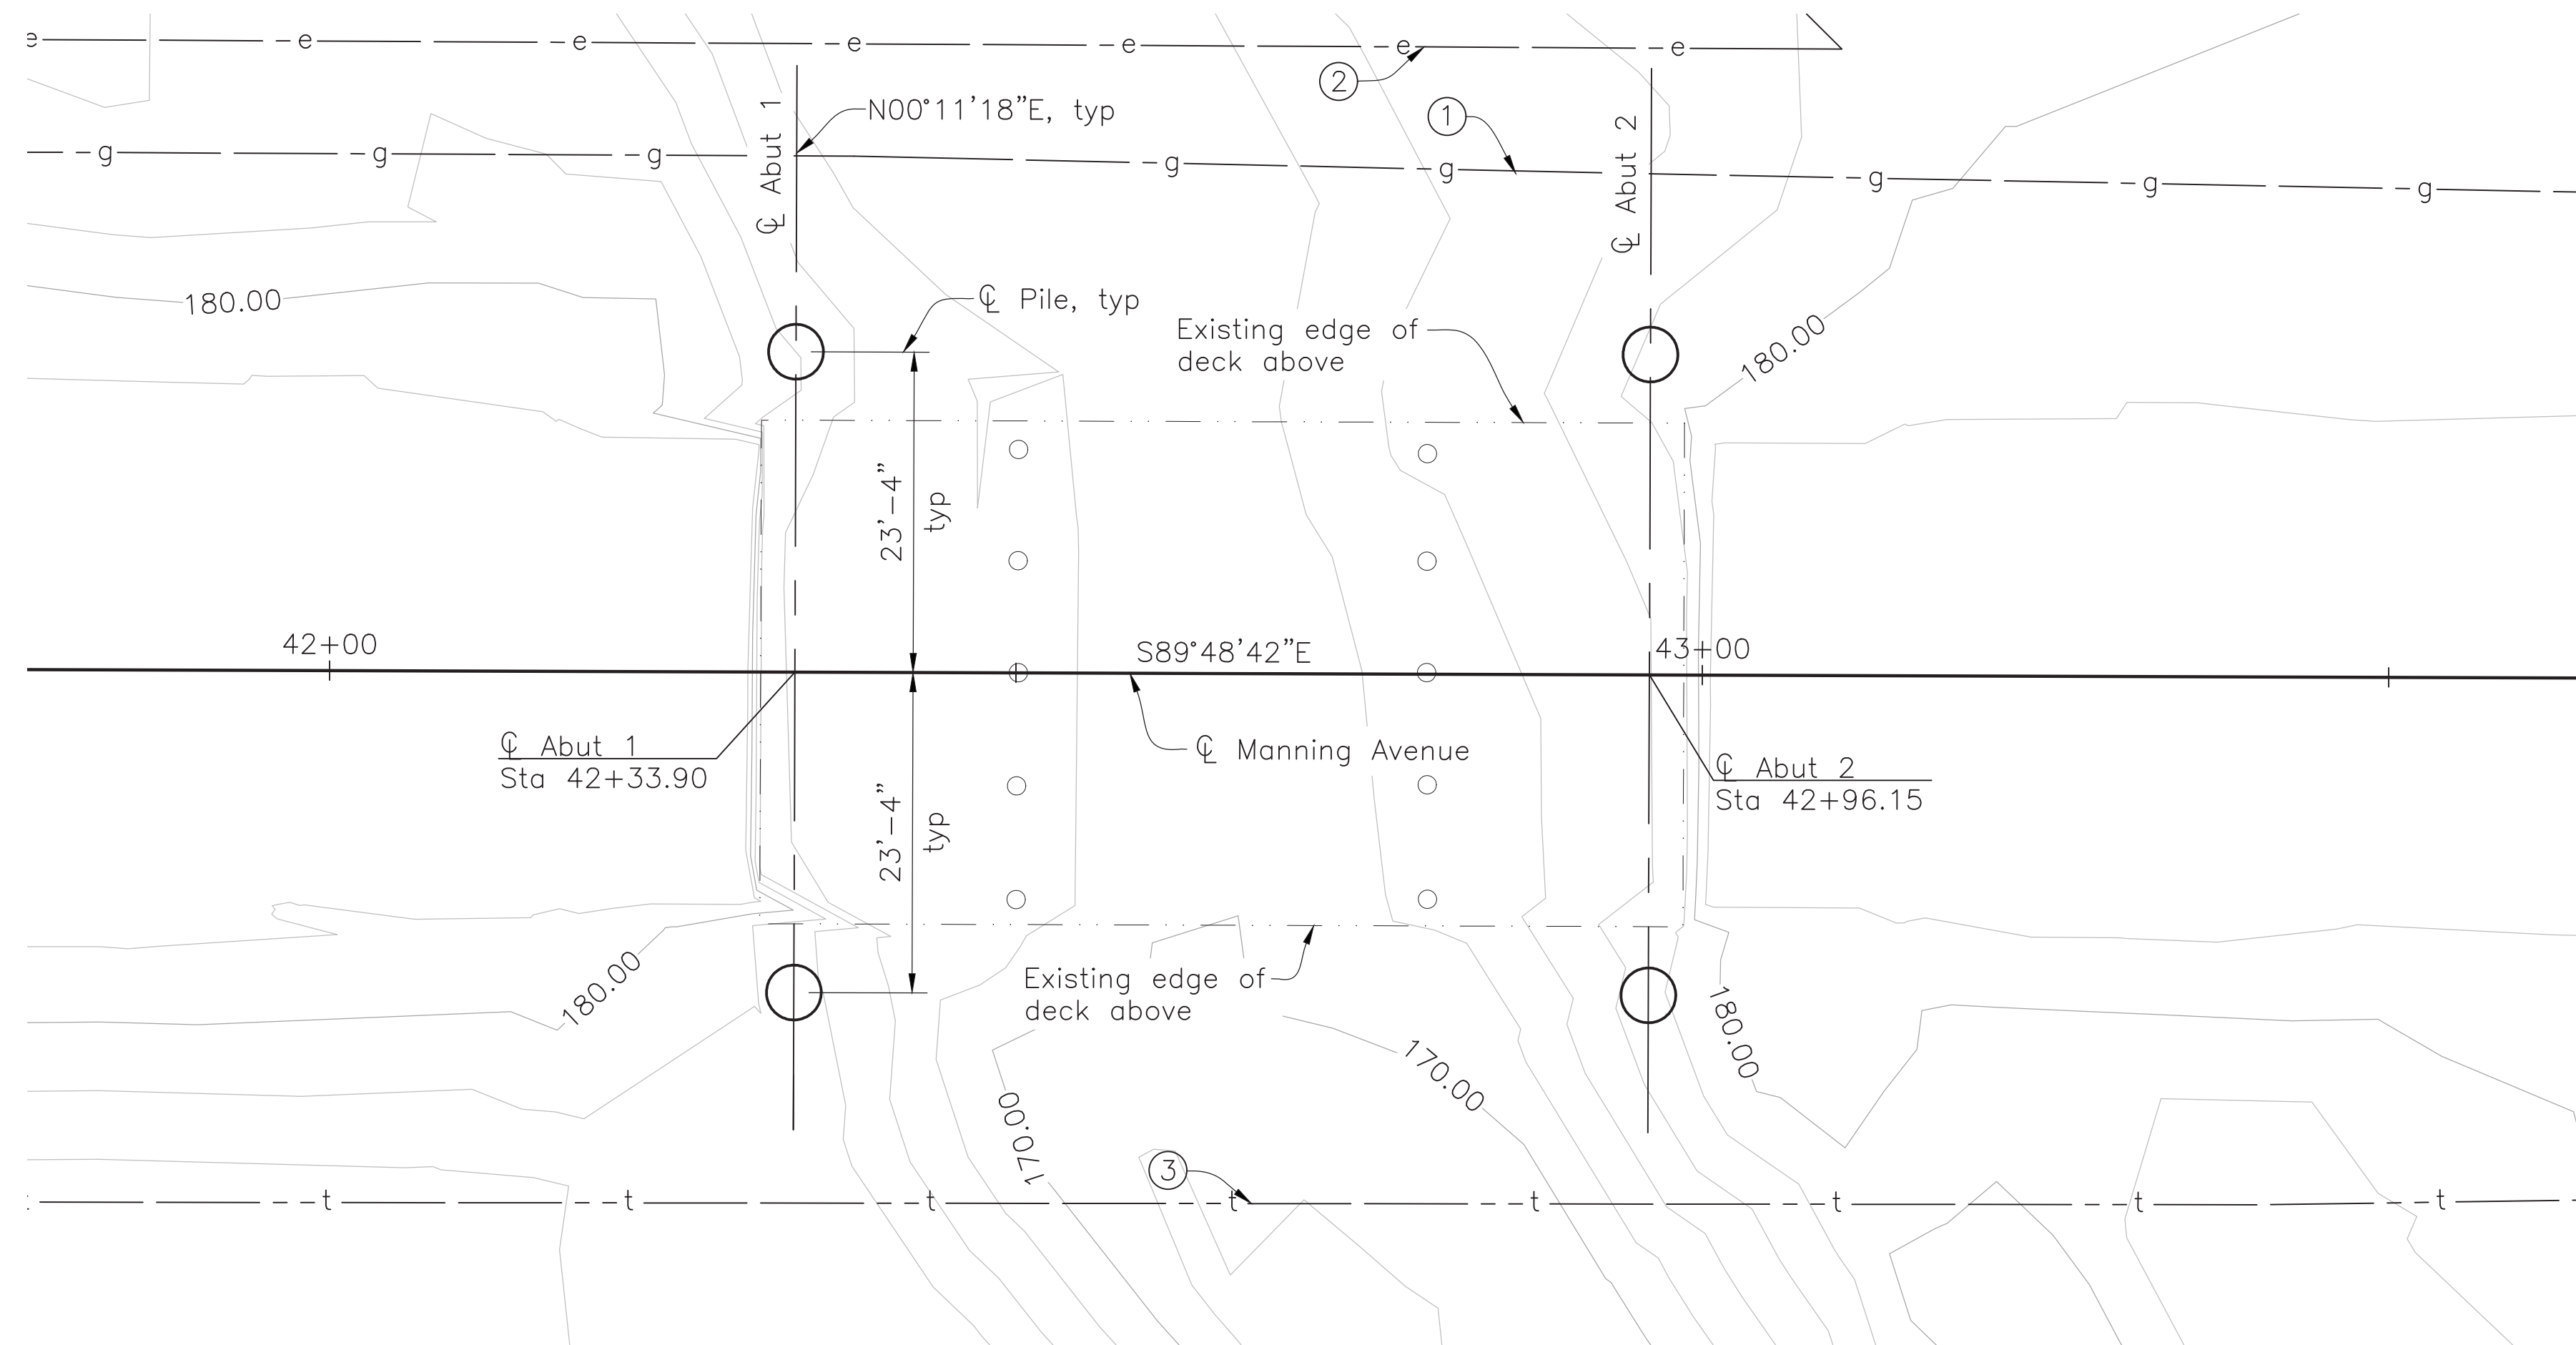 e e e e e e e
2
1
N00°11'18"E, typ
℄ Abut 1
℄ Abut 2
g g g g g g g g
180.00
℄ Pile, typ
Existing edge of
deck above
180.00
23'-4"
typ
42+00
S89°48'42"E
43+00
℄ Abut 1
Sta 42+33.90
℄ Manning Avenue
℄ Abut 2
Sta 42+96.15
23'-4"
typ
180.00
Existing edge of
deck above
180.00
170.00
170.00
3
t t t t t t t t